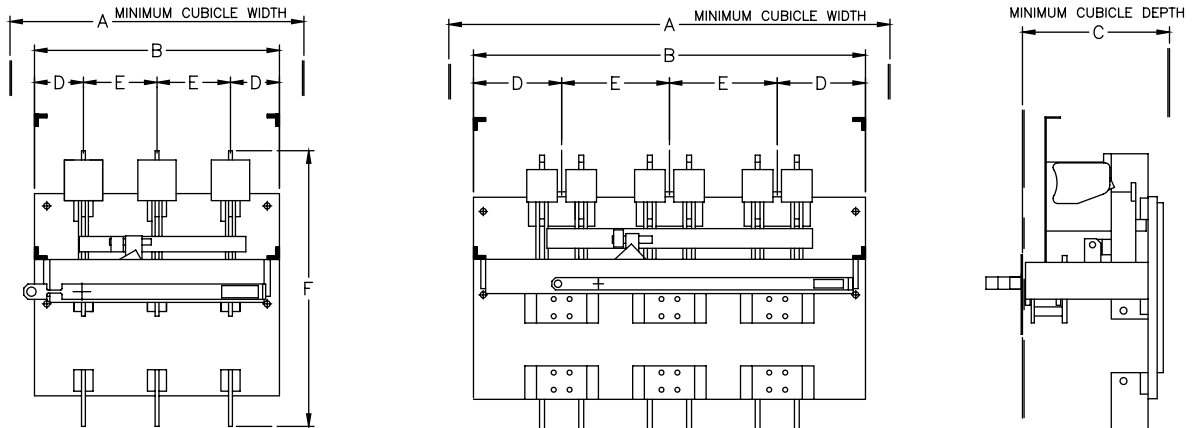 A MINIMUM CUBICLE WIDTH
B
D E E D
F
MINIMUM CUBICLE WIDTH
A
B
D E E D
MINIMUM CUBICLE DEPTH
C